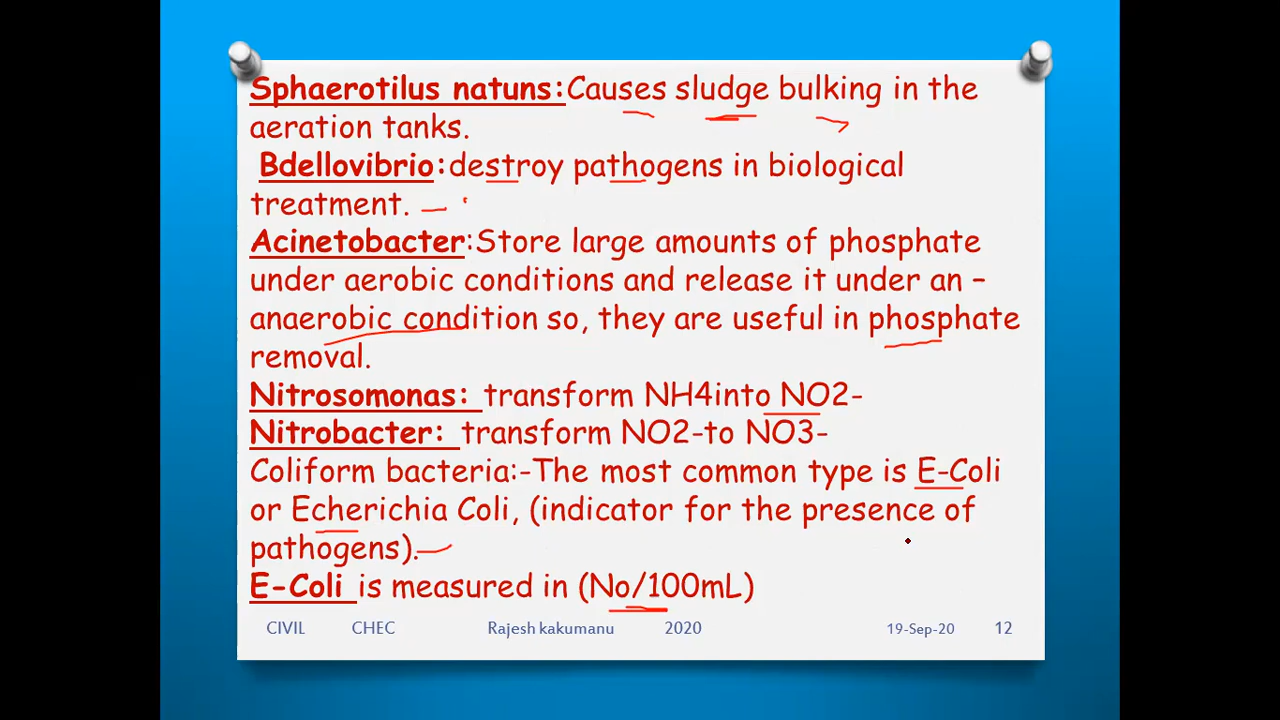 Sphaerotilus natuns:Causes sludge bulking in the
aeration tanks.
Bdellovibrio:destroy pathogens in biological
treatment.
Acinetobacter:Store large amounts of phosphate
under aerobic conditions and release it under an –
anaerobic condition so, they are useful in phosphate
removal.
Nitrosomonas: transform NH4into NO2-
Nitrobacter: transform NO2-to NO3-
Coliform bacteria:-The most common type is E-Coli
or Echerichia Coli, (indicator for the presence of
pathogens).
E-Coli is measured in (No/100mL)
CIVIL CHEC Rajesh kakumanu 2020 19-Sep-20 12